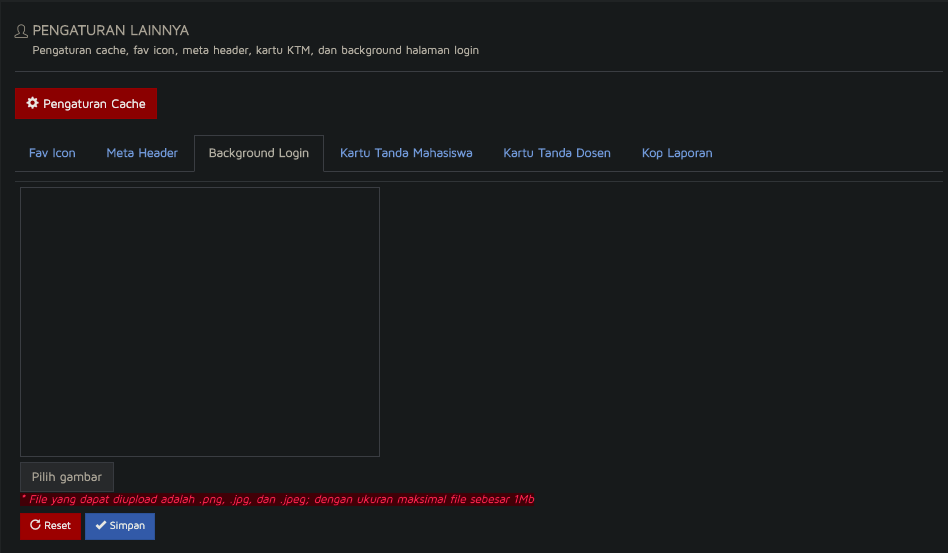 PENGATURAN LAINNYA
Pengaturan cache, fav icon, meta header, kartu KTM, dan background halaman login
Pengaturan Cache
Fav Icon Meta Header Background Login Kartu Tanda Mahasiswa Kartu Tanda Dosen Kop Laporan
Pilih gambar
* File yang dapat diupload adalah .png, .jpg, dan .jpeg; dengan ukuran maksimal file sebesar 1Mb
Reset Simpan